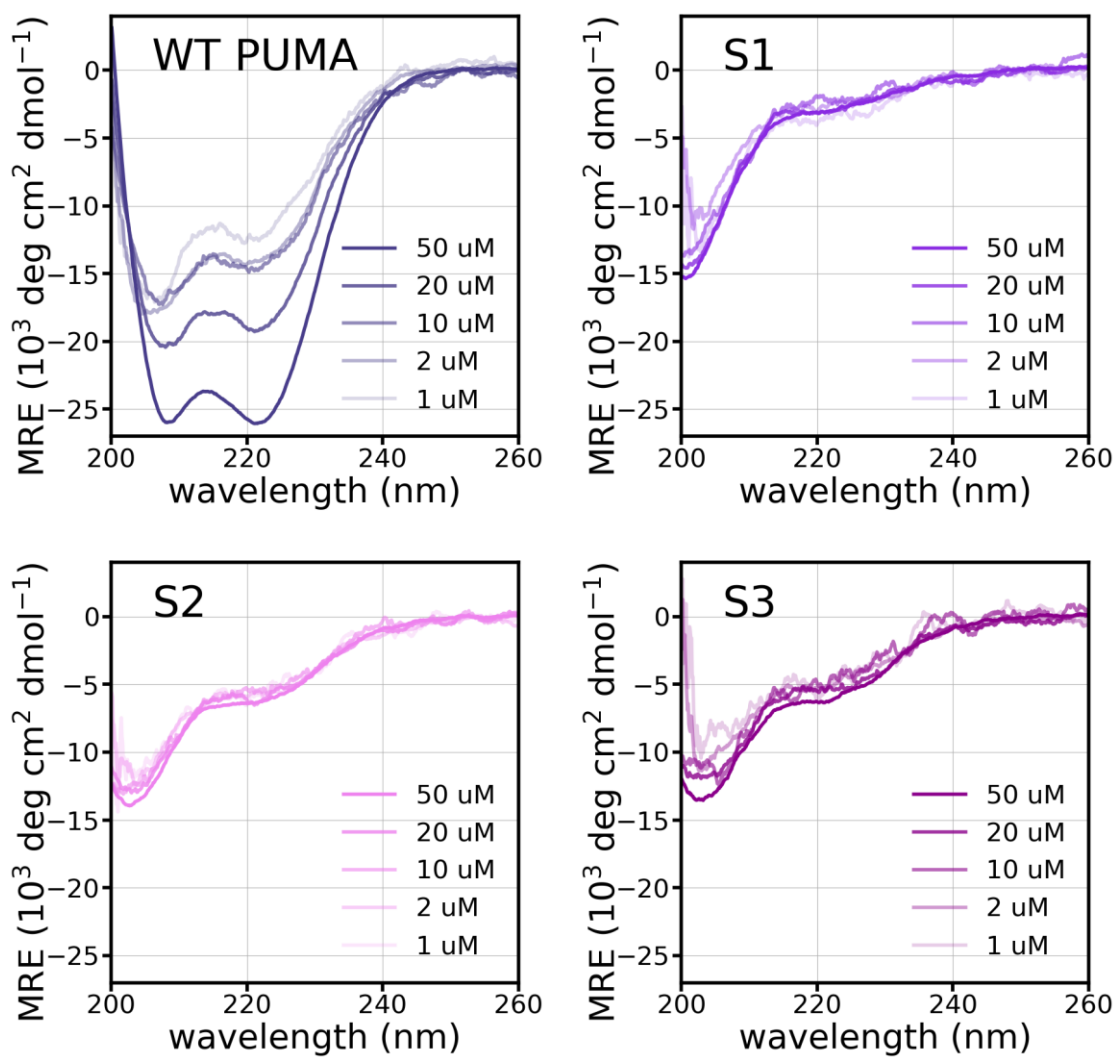 WT PUMA
MRE (10³ deg cm² dmol⁻¹)
0
−5
−10
−15
−20
−25
50 uM
20 uM
10 uM
2 uM
1 uM
200 220 240 260
wavelength (nm)
S1
MRE (10³ deg cm² dmol⁻¹)
0
−5
−10
−15
−20
−25
50 uM
20 uM
10 uM
2 uM
1 uM
200 220 240 260
wavelength (nm)
S2
MRE (10³ deg cm² dmol⁻¹)
0
−5
−10
−15
−20
−25
50 uM
20 uM
10 uM
2 uM
1 uM
200 220 240 260
wavelength (nm)
S3
MRE (10³ deg cm² dmol⁻¹)
0
−5
−10
−15
−20
−25
50 uM
20 uM
10 uM
2 uM
1 uM
200 220 240 260
wavelength (nm)